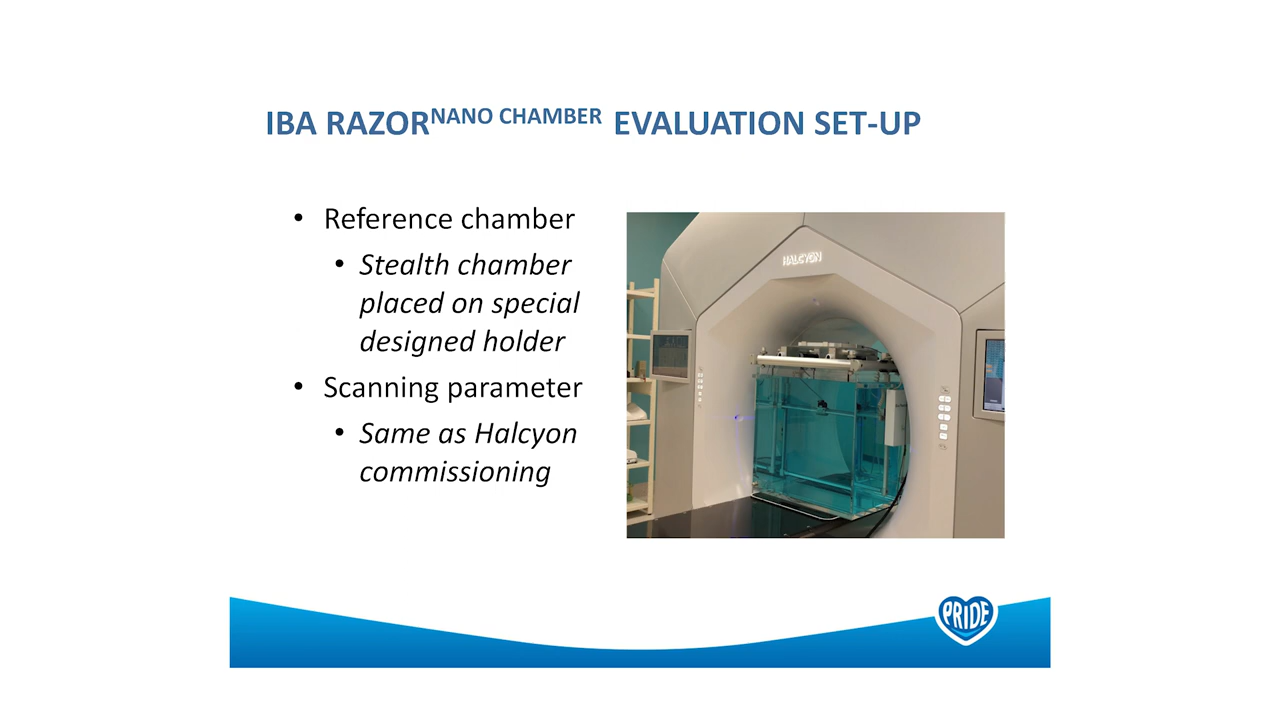 IBA RAZORNANO CHAMBER EVALUATION SET-UP
• Reference chamber
• Stealth chamber
placed on special
designed holder
• Scanning parameter
• Same as Halcyon
commissioning
HALCYON
PRIDE